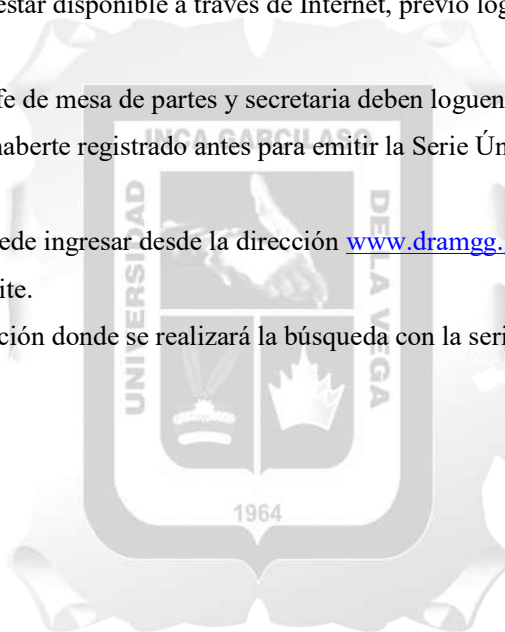 estar disponible a través de Internet, previo log
fe de mesa de partes y secretaria deben loguen
haberte registrado antes para emitir la Serie Ún
INCA GARCILASO
UNIVERSIDAD
DE LA VEGA
ede ingresar desde la dirección www.dramgg.
ite.
ción donde se realizará la búsqueda con la seri
1964